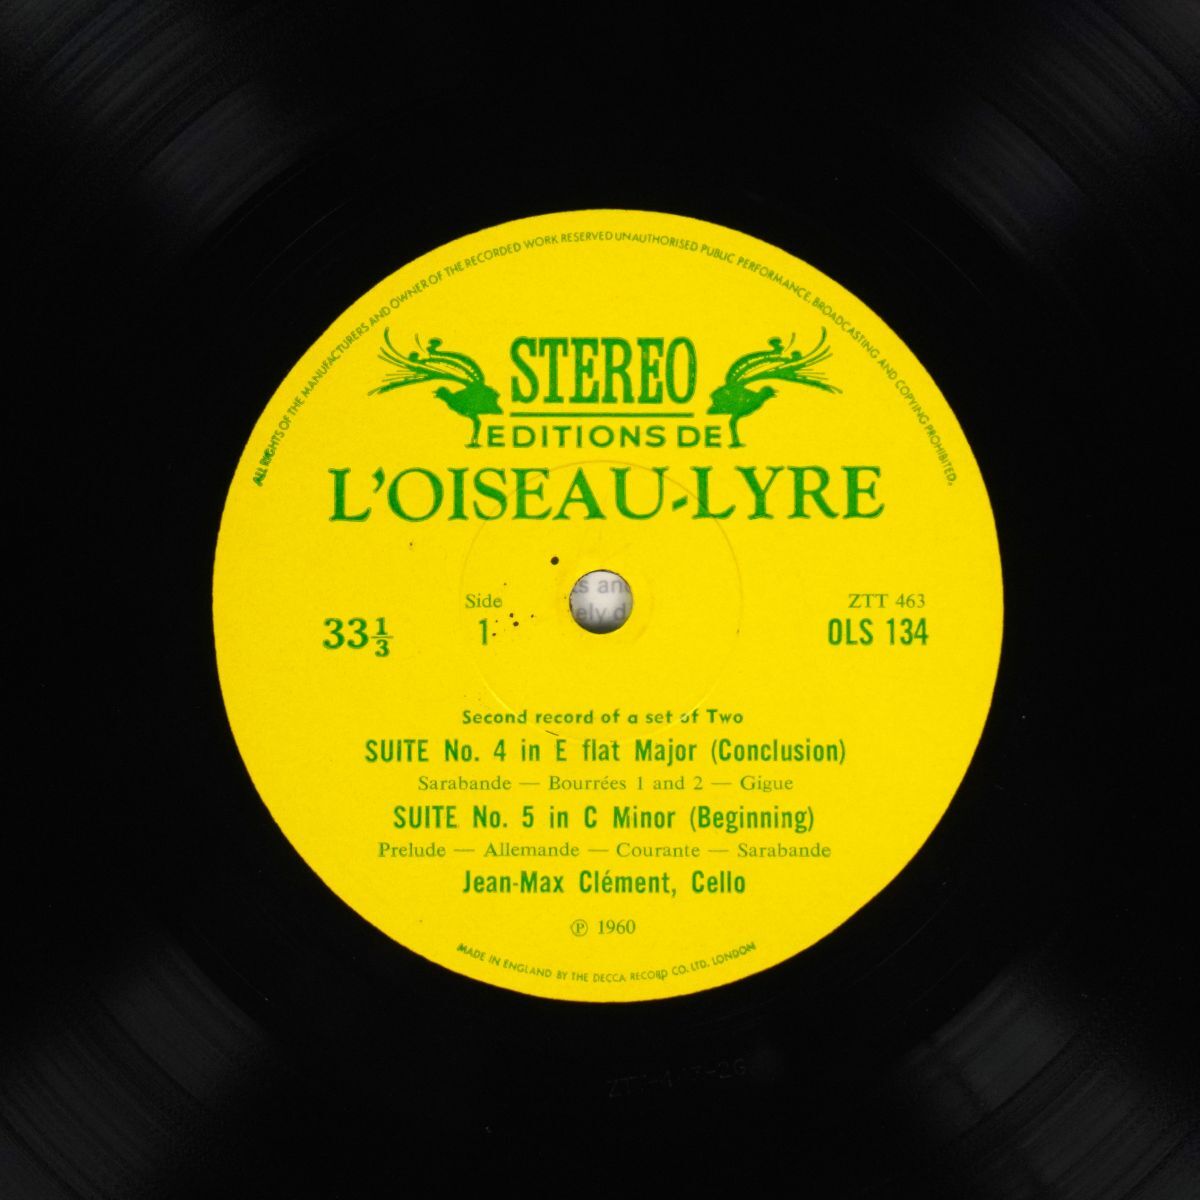 ALL RIGHTS OF THE MANUFACTURERS AND OWNER OF THE RECORDED WORK RESERVED UNAUTHORISED PUBLIC PERFORMANCE, BROADCASTING AND COPYING PROHIBITED.
STEREO
EDITIONS DE
L'OISEAU-LYRE
Side
1
33⅓
ZTT 463
OLS 134
Second record of a set of Two
SUITE No. 4 in E flat Major (Conclusion)
Sarabande — Bourrées 1 and 2 — Gigue
SUITE No. 5 in C Minor (Beginning)
Prelude — Allemande — Courante — Sarabande
Jean-Max Clément, Cello
℗ 1960
MADE IN ENGLAND BY THE DECCA RECORD CO. LTD. LONDON